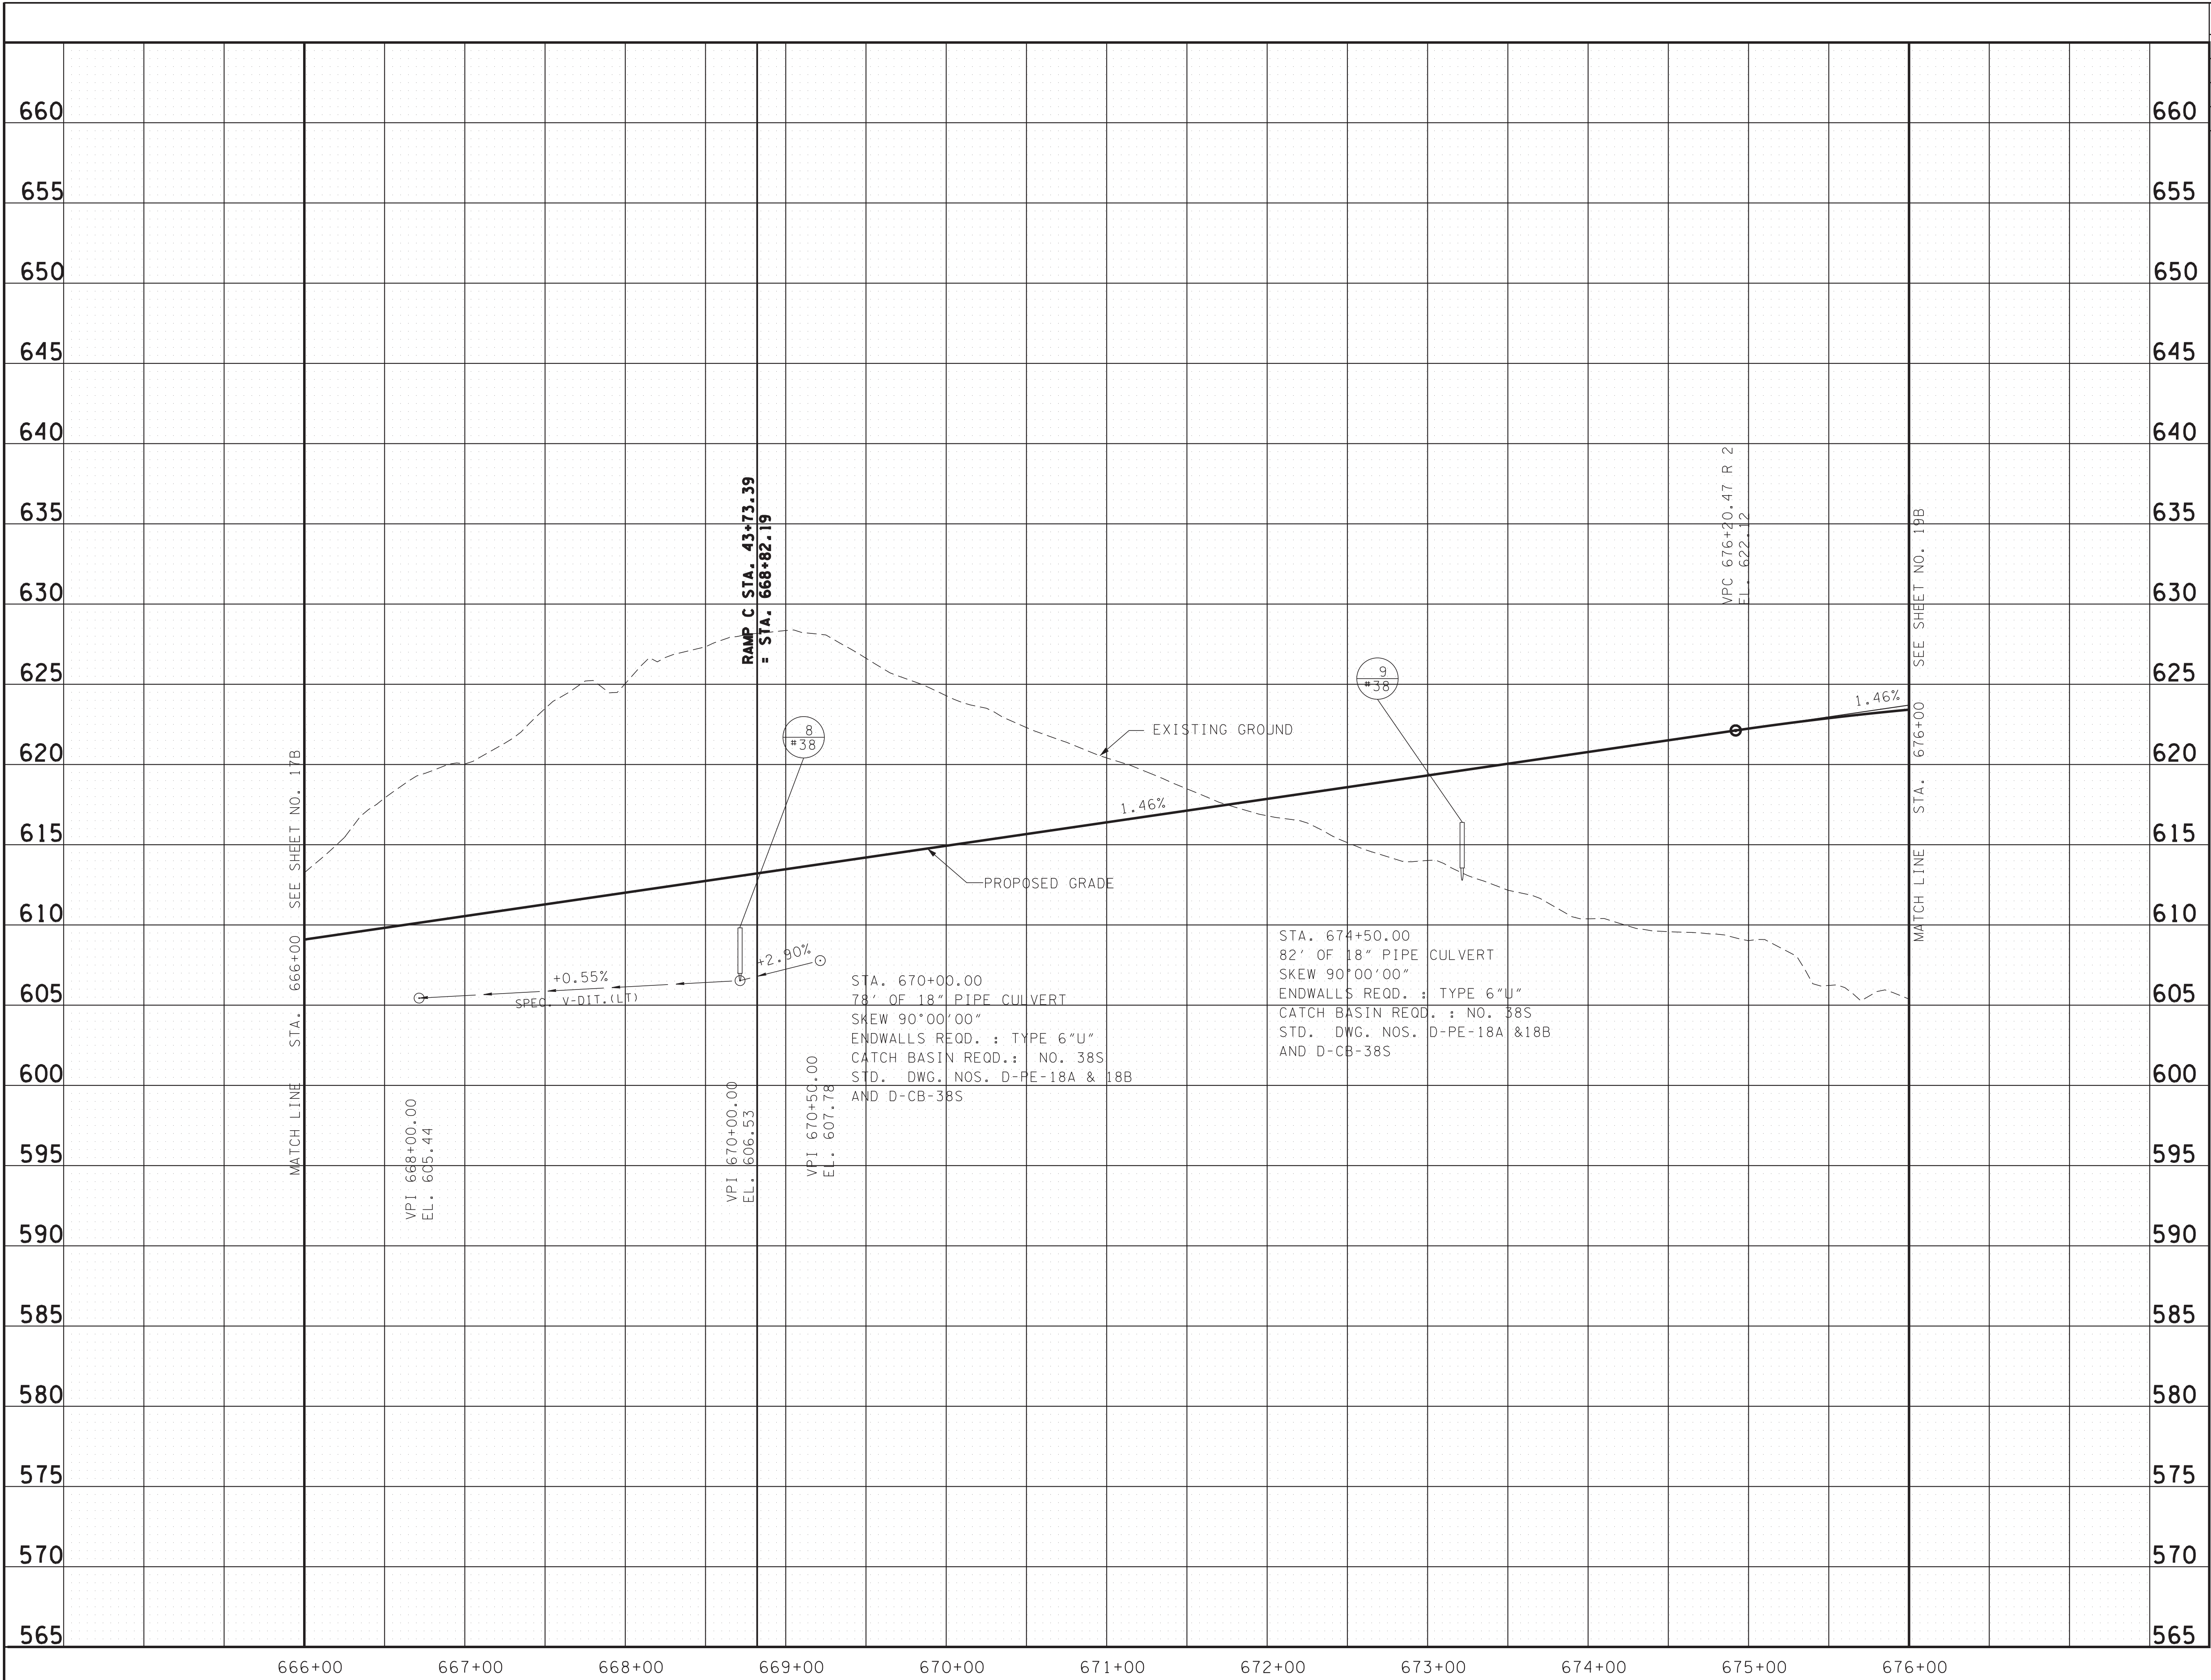 660 660
655 655
650 650
645 645
640 640
635 635
630 630
625 625
620 620
615 615
610 610
605 605
600 600
595 595
590 590
585 585
580 580
575 575
570 570
565 565
MATCH LINE STA. 666+00 SEE SHEET NO. 17B
RAMP C STA. 43+73.39
= STA. 668+82.19
8
#38
9
#38
EXISTING GROUND
1.46%
PROPOSED GRADE
VPC 676+20.47 R 2
EL. 622.12
1.46%
MATCH LINE STA. 676+00 SEE SHEET NO. 19B
+0.55%
SPEC. V-DIT.(LT)
+2.90%
STA. 670+00.00
78' OF 18" PIPE CULVERT
SKEW 90°00'00"
ENDWALLS REQD. : TYPE 6"U"
CATCH BASIN REQD.: NO. 38S
STD. DWG. NOS. D-PE-18A & 18B
AND D-CB-38S
STA. 674+50.00
82' OF 18" PIPE CULVERT
SKEW 90°00'00"
ENDWALLS REQD. : TYPE 6"U"
CATCH BASIN REQD. : NO. 38S
STD. DWG. NOS. D-PE-18A &18B
AND D-CB-38S
VPI 668+00.00
EL. 605.44
VPI 670+00.00
EL. 606.53
VPI 670+50.00
EL. 607.78
666+00 667+00 668+00 669+00 670+00 671+00 672+00 673+00 674+00 675+00 676+00